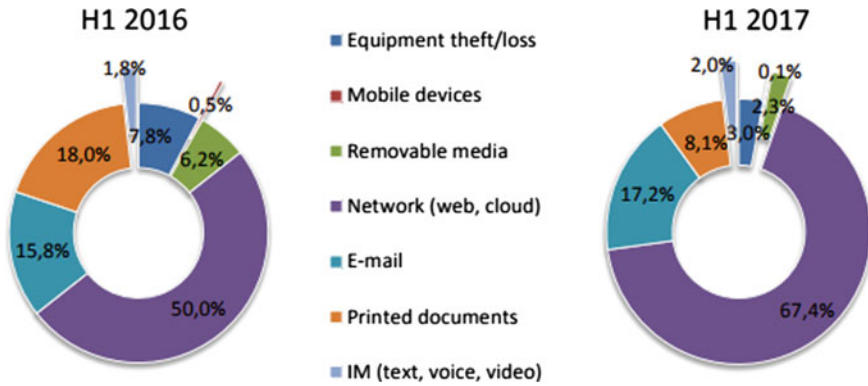 H1 2016
H1 2017
1,8%
7,8%
0,5%
6,2%
18,0%
15,8%
50,0%
Equipment theft/loss
Mobile devices
Removable media
Network (web, cloud)
E-mail
Printed documents
IM (text, voice, video)
2,0%
3,0%
0,1%
2,3%
8,1%
17,2%
67,4%